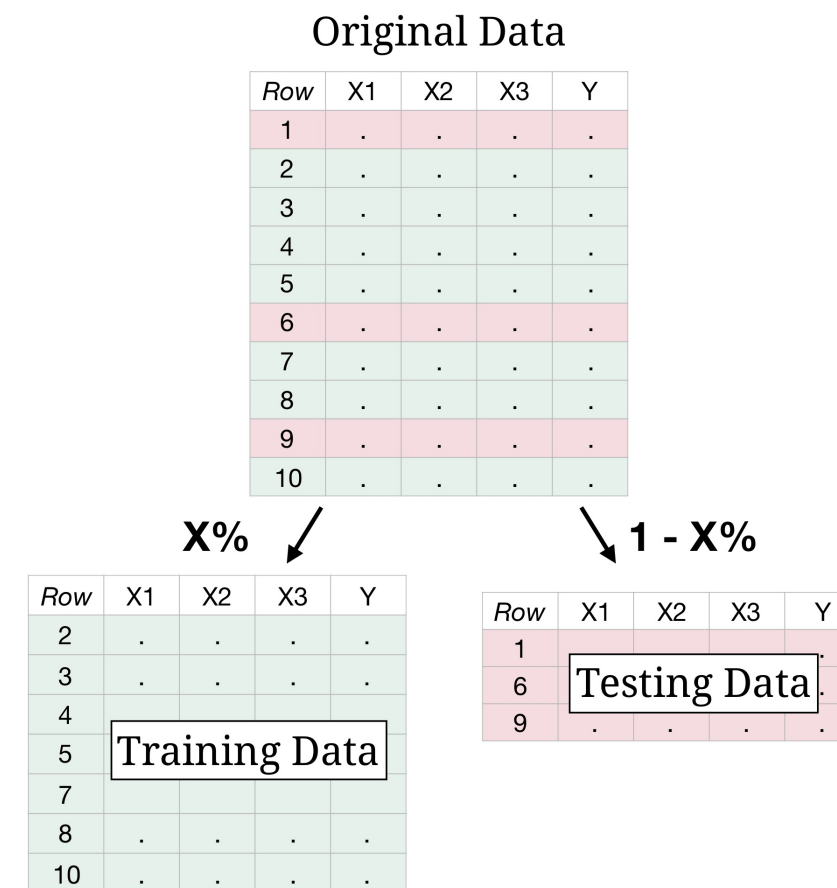 Original Data
Row X1 X2 X3 Y
1 . . . .
2 . . . .
3 . . . .
4 . . . .
5 . . . .
6 . . . .
7 . . . .
8 . . . .
9 . . . .
10 . . . .
X% 1 - X%
Row X1 X2 X3 Y
2 . . . .
3 . . . .
4
5
7
8 . . . .
10 . . . .
Training Data
Row X1 X2 X3 Y
1 .
6 .
9 . . . .
Testing Data